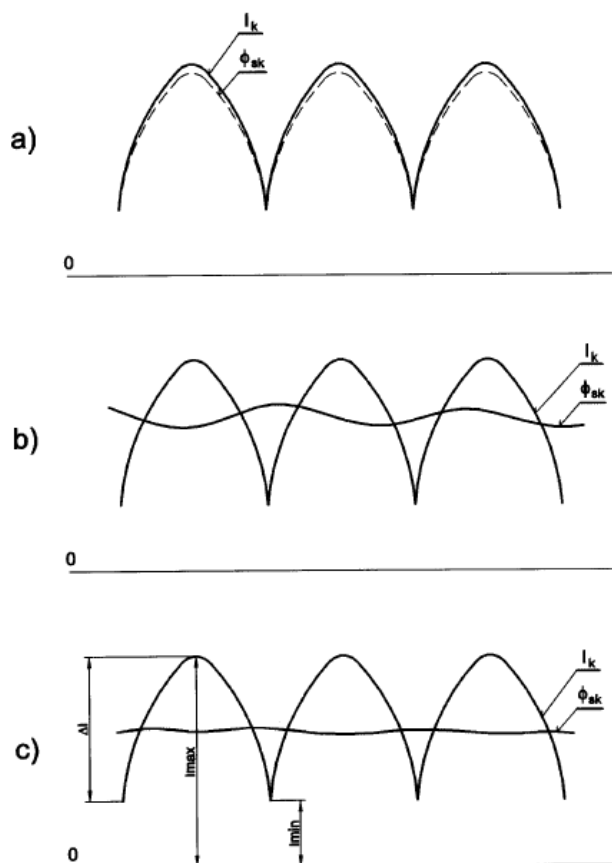 a)
I_k
ϕ_sk
0
b)
I_k
ϕ_sk
0
c)
ΔI
Imax
Imin
I_k
ϕ_sk
0